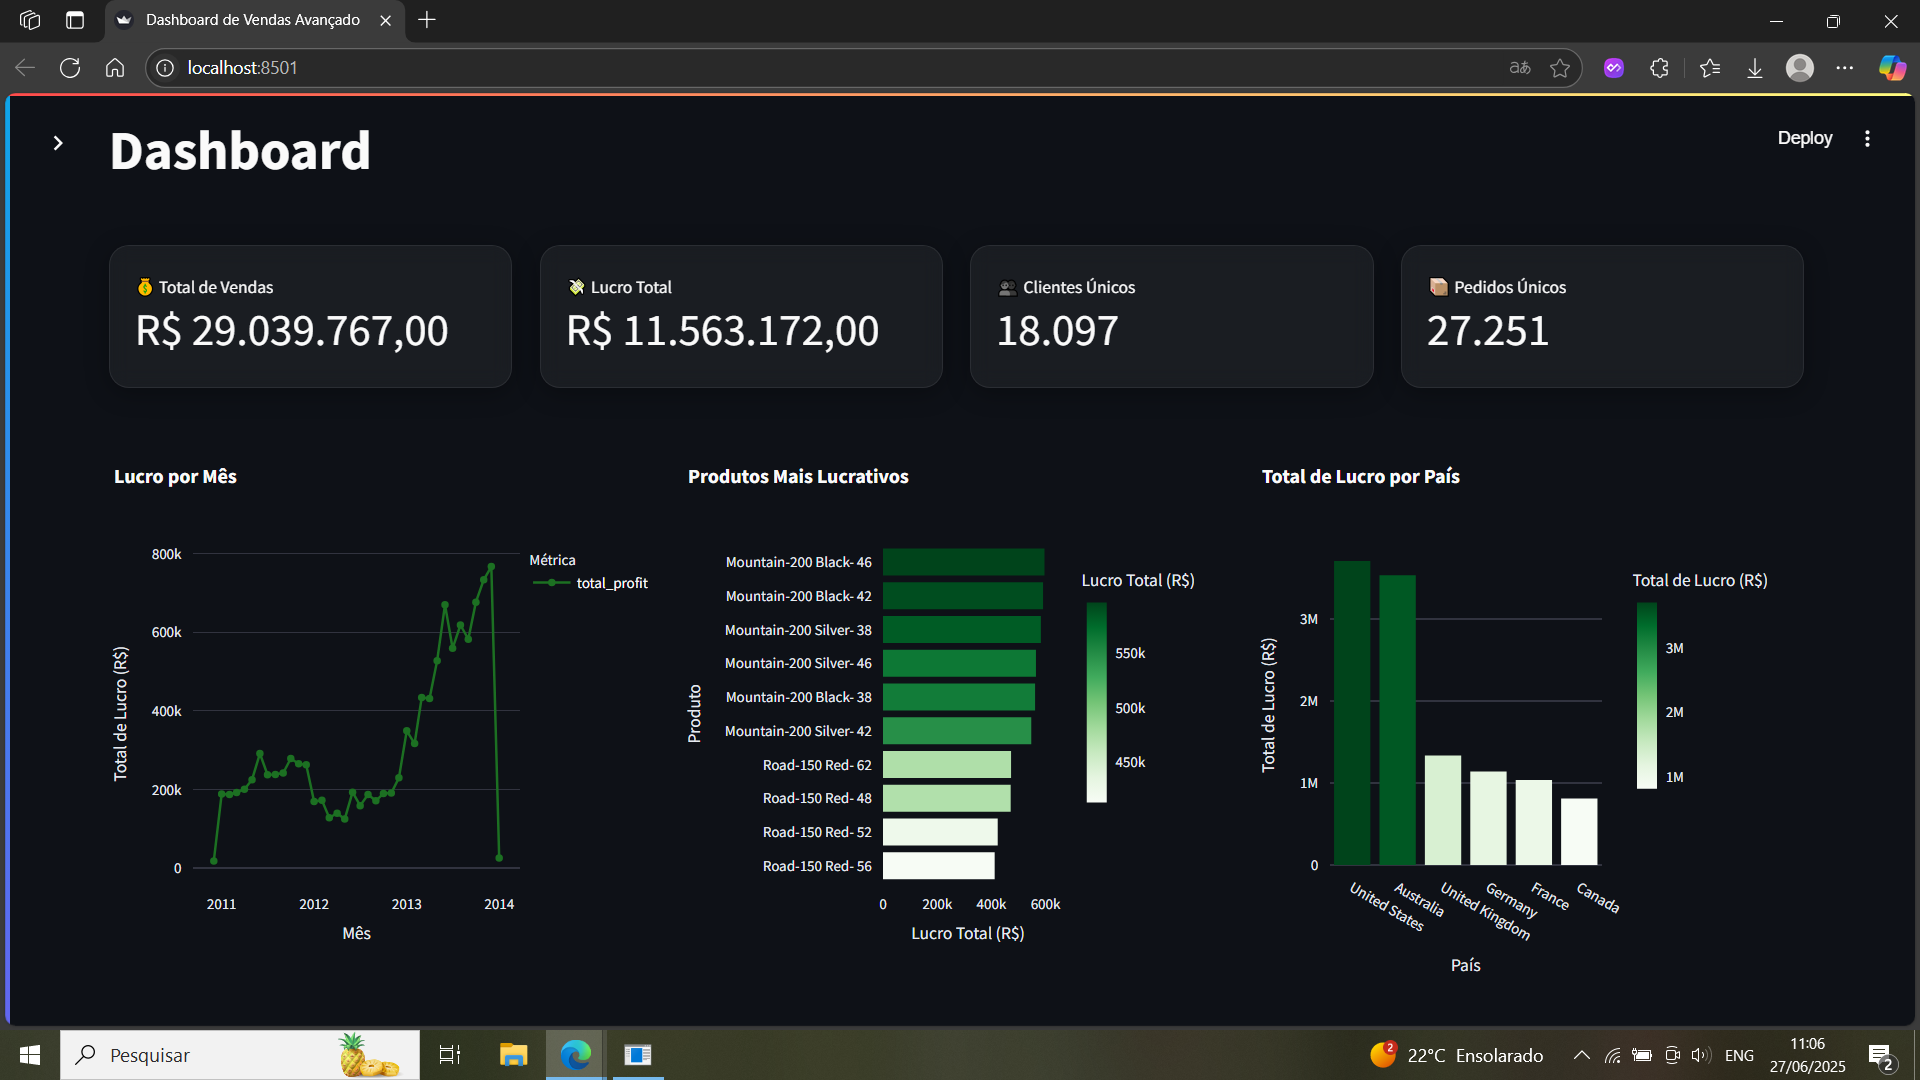 Dashboard de Vendas Avançado
localhost:8501
Deploy
Dashboard
Total de Vendas
R$ 29.039.767,00
Lucro Total
R$ 11.563.172,00
Clientes Únicos
18.097
Pedidos Únicos
27.251
Lucro por Mês
800k
600k
400k
200k
0
Total de Lucro (R$)
2011
2012
2013
2014
Mês
Métrica
total_profit
Produtos Mais Lucrativos
Produto
Mountain-200 Black- 46
Mountain-200 Black- 42
Mountain-200 Silver- 38
Mountain-200 Silver- 46
Mountain-200 Black- 38
Mountain-200 Silver- 42
Road-150 Red- 62
Road-150 Red- 48
Road-150 Red- 52
Road-150 Red- 56
0
200k
400k
600k
Lucro Total (R$)
Lucro Total (R$)
550k
500k
450k
Total de Lucro por País
Total de Lucro (R$)
3M
2M
1M
0
United States
Australia
United Kingdom
Germany
France
Canada
País
Total de Lucro (R$)
3M
2M
1M
Pesquisar
2
22°C Ensolarado
ENG
11:06
27/06/2025
2